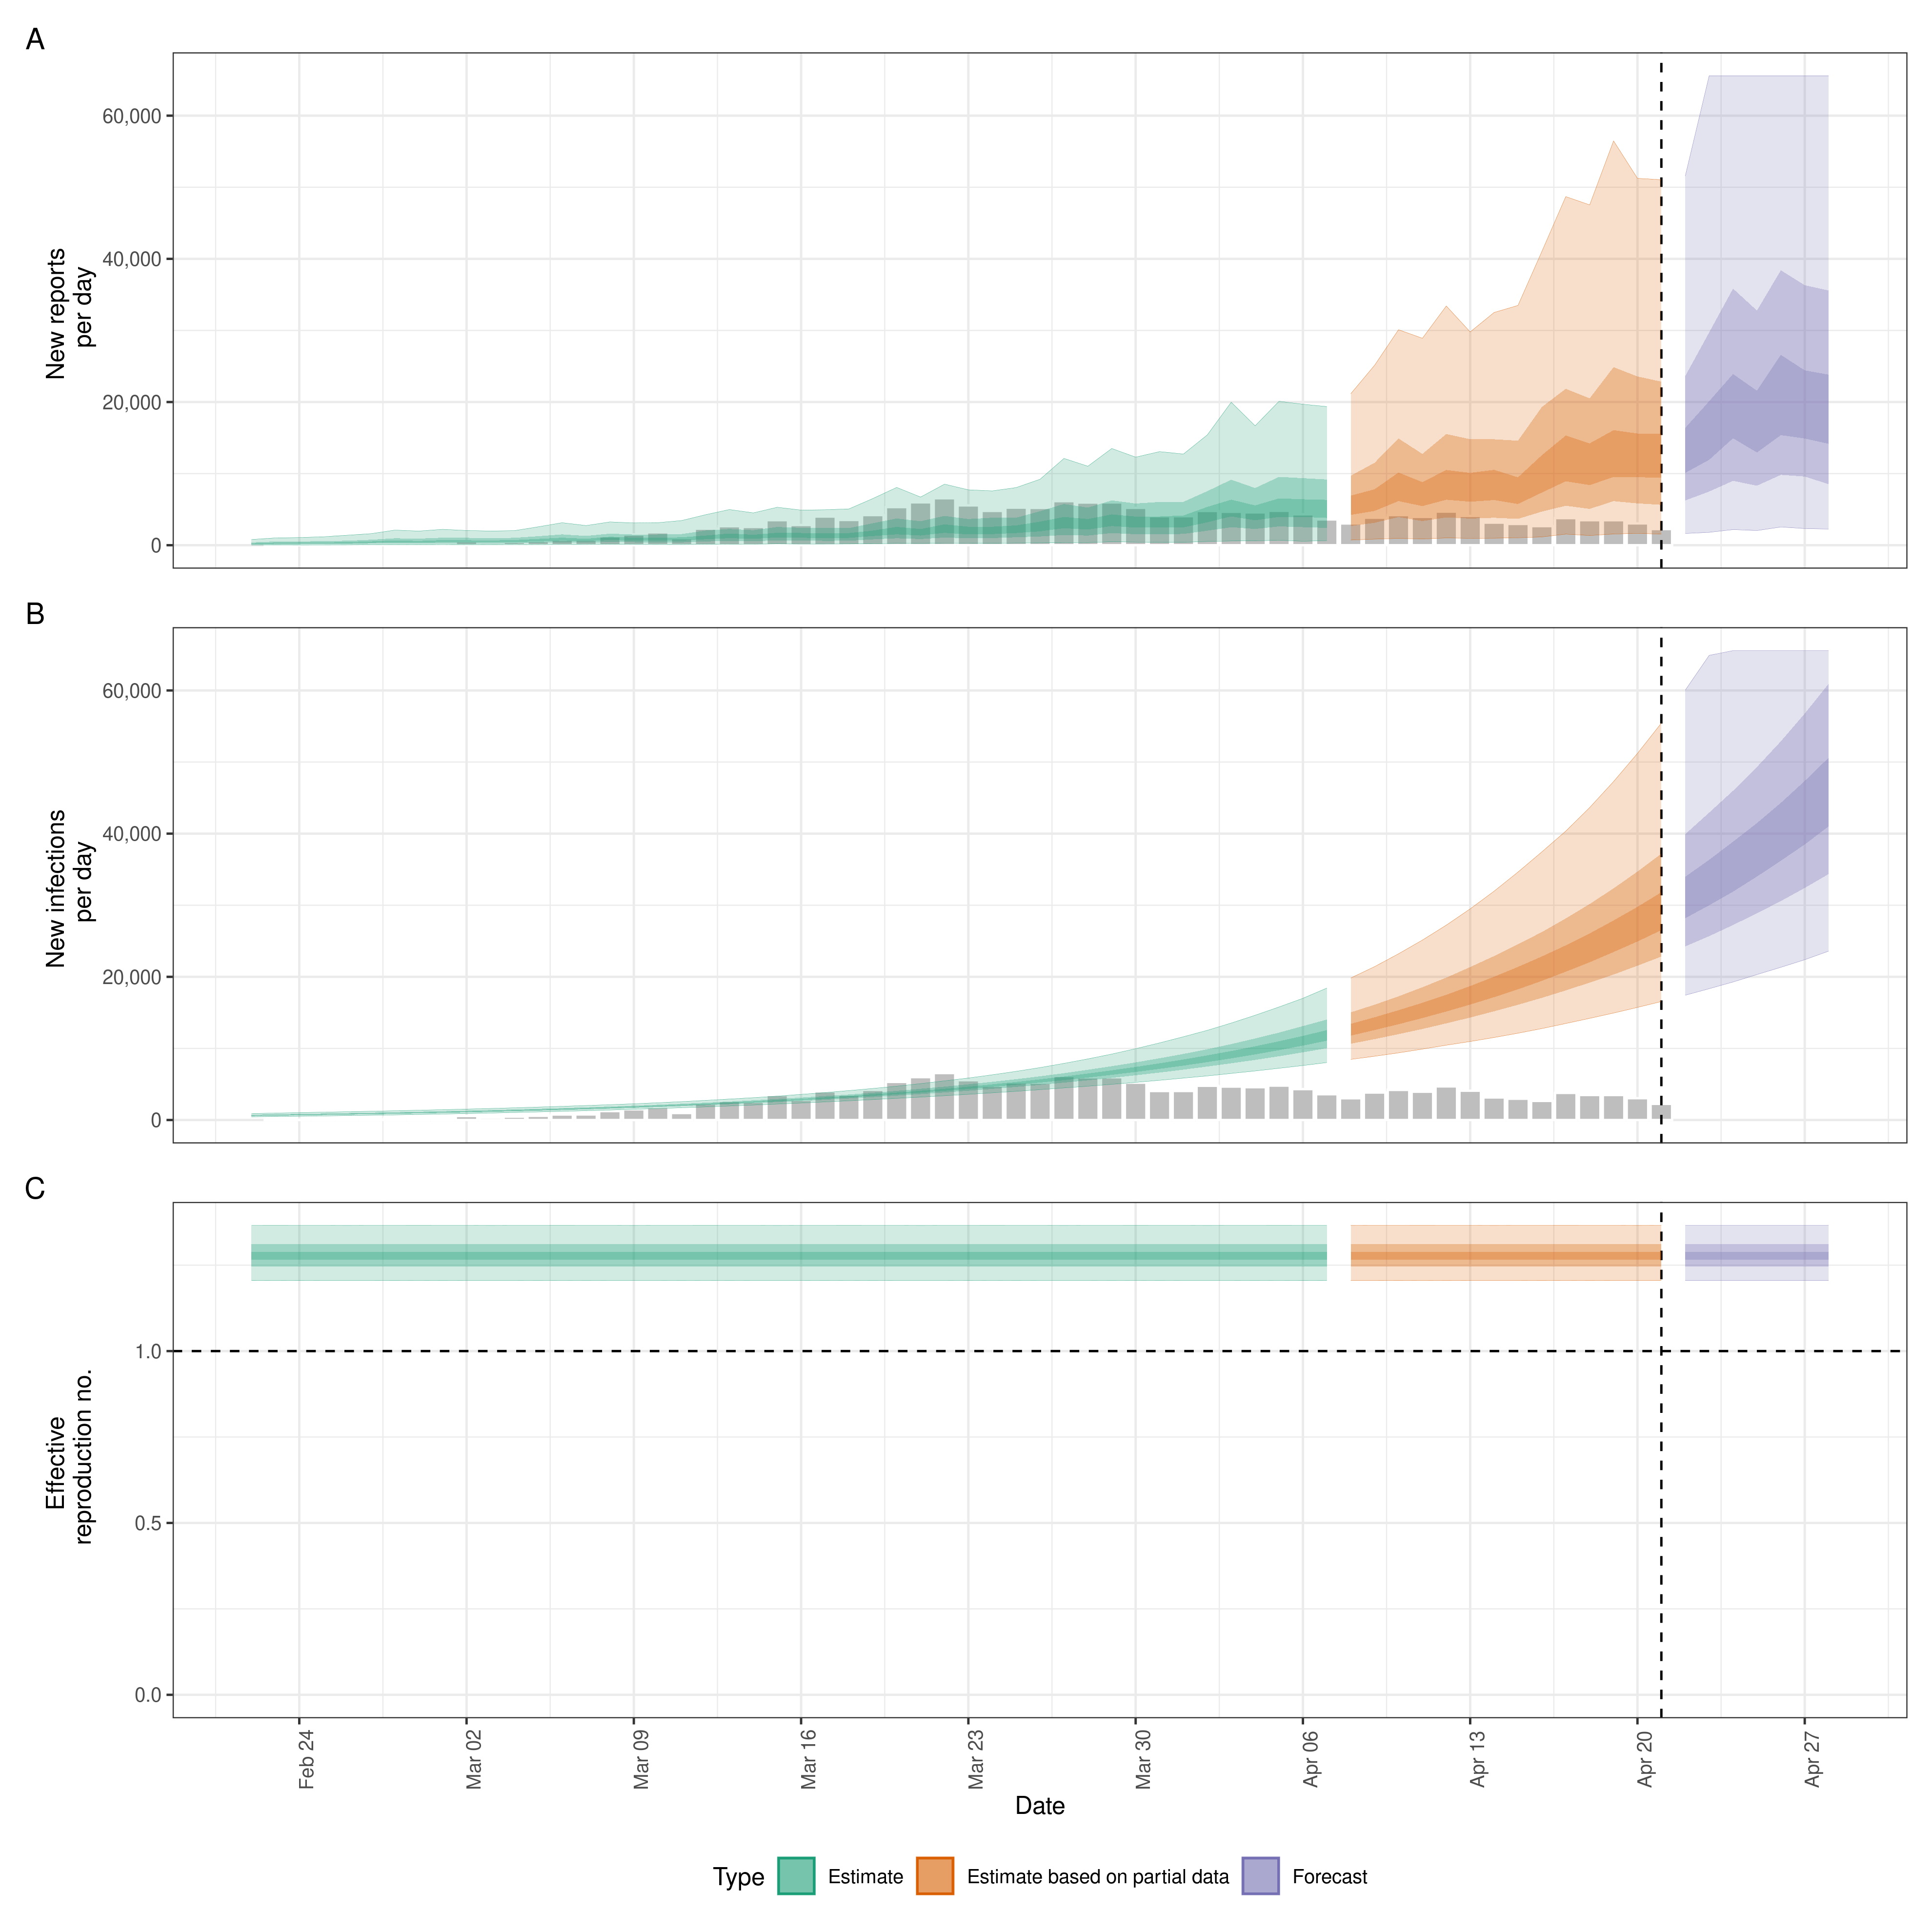 A
New reports
per day
60,000
40,000
20,000
0
B
New infections
per day
60,000
40,000
20,000
0
C
Effective
reproduction no.
1.0
0.5
0.0
Feb 24
Mar 02
Mar 09
Mar 16
Mar 23
Mar 30
Apr 06
Apr 13
Apr 20
Apr 27
Date
Type
Estimate
Estimate based on partial data
Forecast